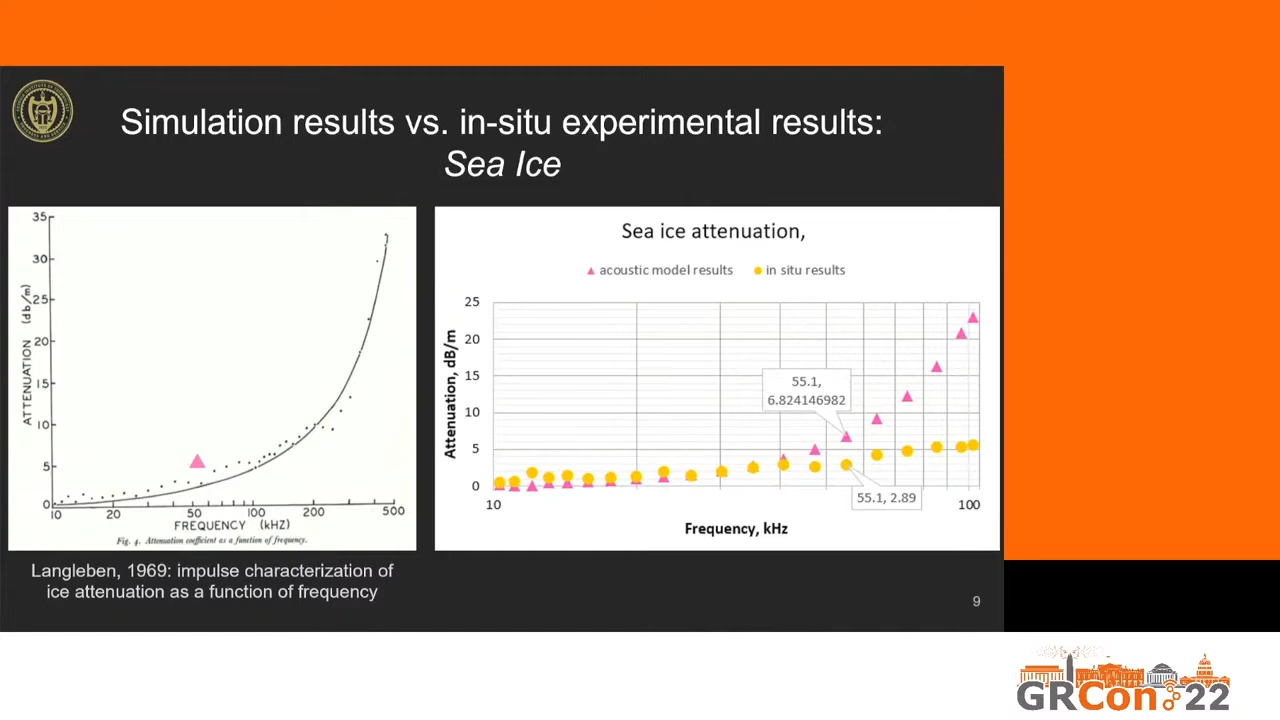 Simulation results vs. in-situ experimental results:
Sea Ice
35
30
25
20
15
10
5
0
ATTENUATION (db/m)
10
20
50
100
200
500
FREQUENCY (kHZ)
Fig. 4. Attenuation coefficient as a function of frequency.
Langleben, 1969: impulse characterization of
ice attenuation as a function of frequency
Sea ice attenuation,
acoustic model results
in situ results
25
20
15
10
5
0
Attenuation, dB/m
55.1,
6.824146982
55.1, 2.89
10
100
Frequency, kHz
9
GRCon 22